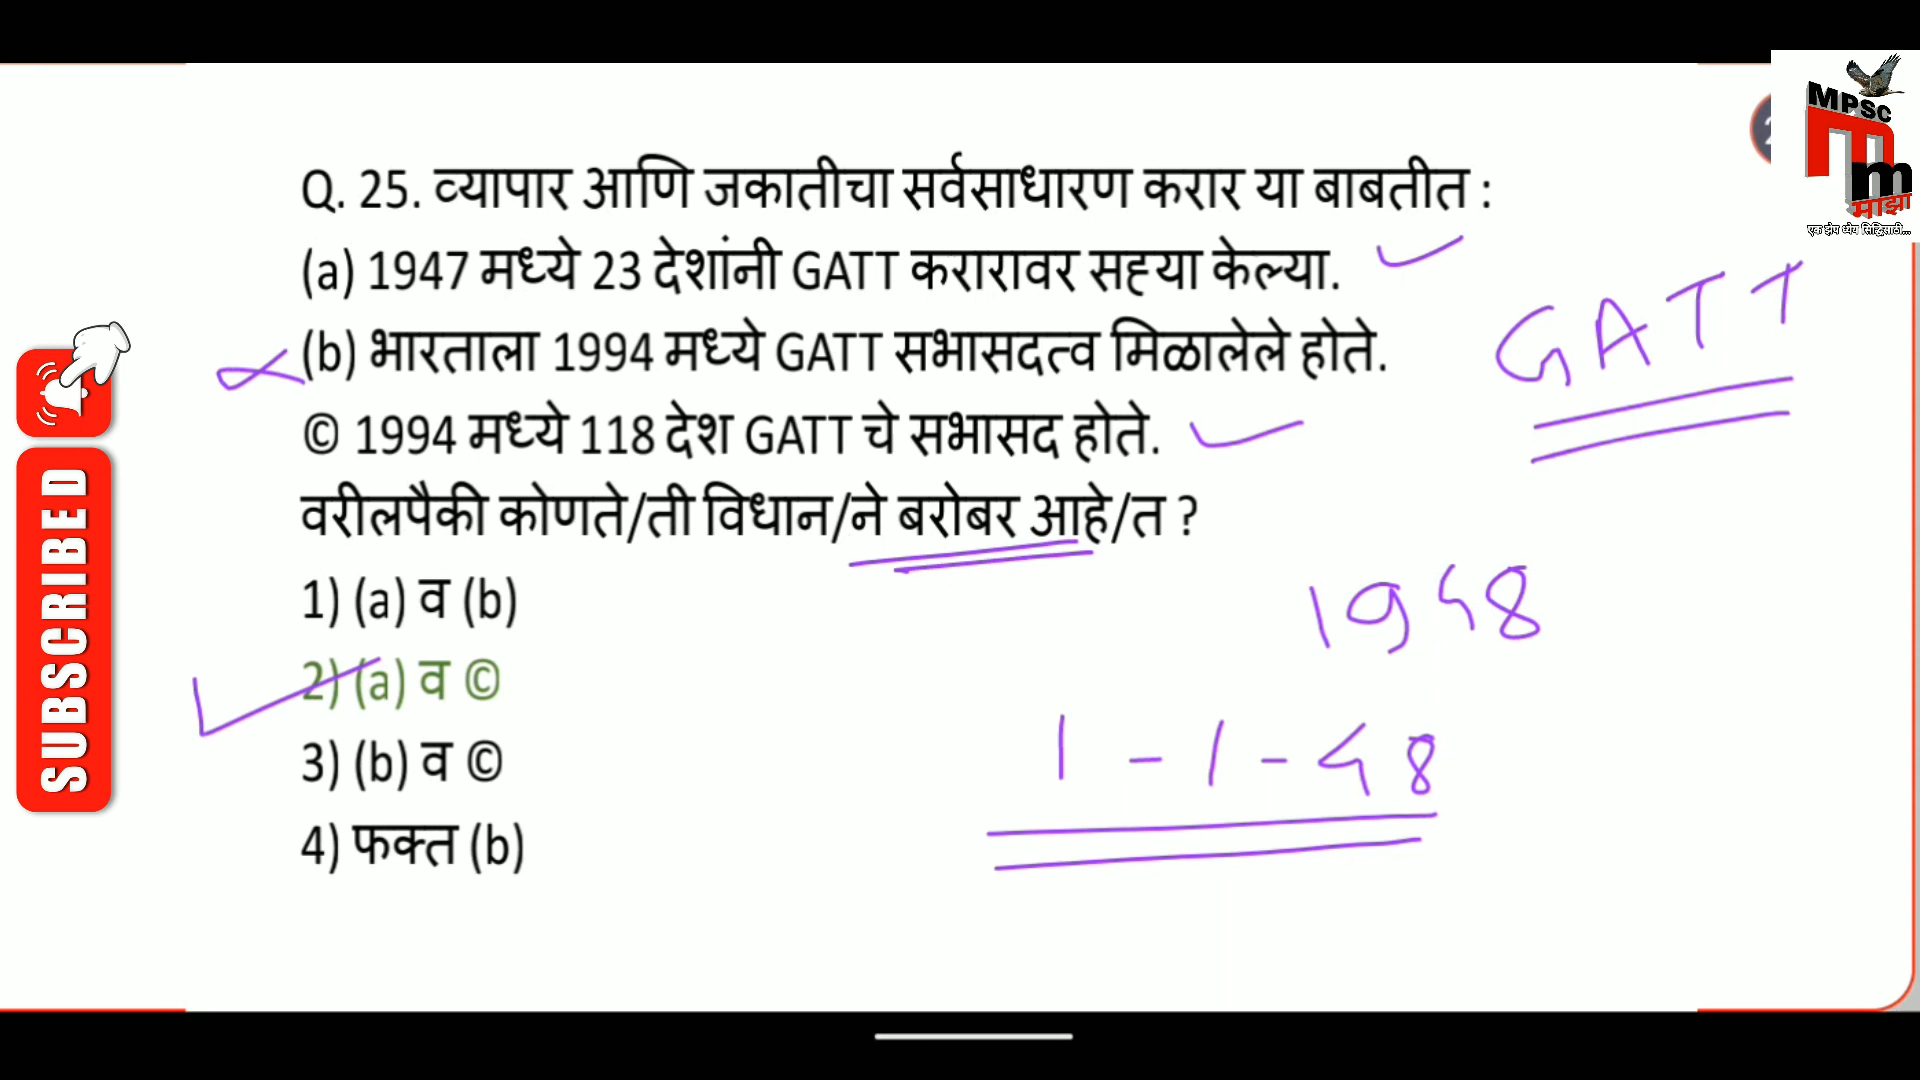 MPSC
माझा
एक झेप ध्येय सिद्धिसाठी...
Q. 25. व्यापार आणि जकातीचा सर्वसाधारण करार या बाबतीत :
(a) 1947 मध्ये 23 देशांनी GATT करारावर सह्या केल्या.
GATT
(b) भारताला 1994 मध्ये GATT सभासदत्व मिळालेले होते.
© 1994 मध्ये 118 देश GATT चे सभासद होते.
वरीलपैकी कोणते/ती विधान/ने बरोबर आहे/त ?
1) (a) व (b)
1948
2) (a) व ©
3) (b) व ©
1-1-48
4) फक्त (b)
SUBSCRIBED